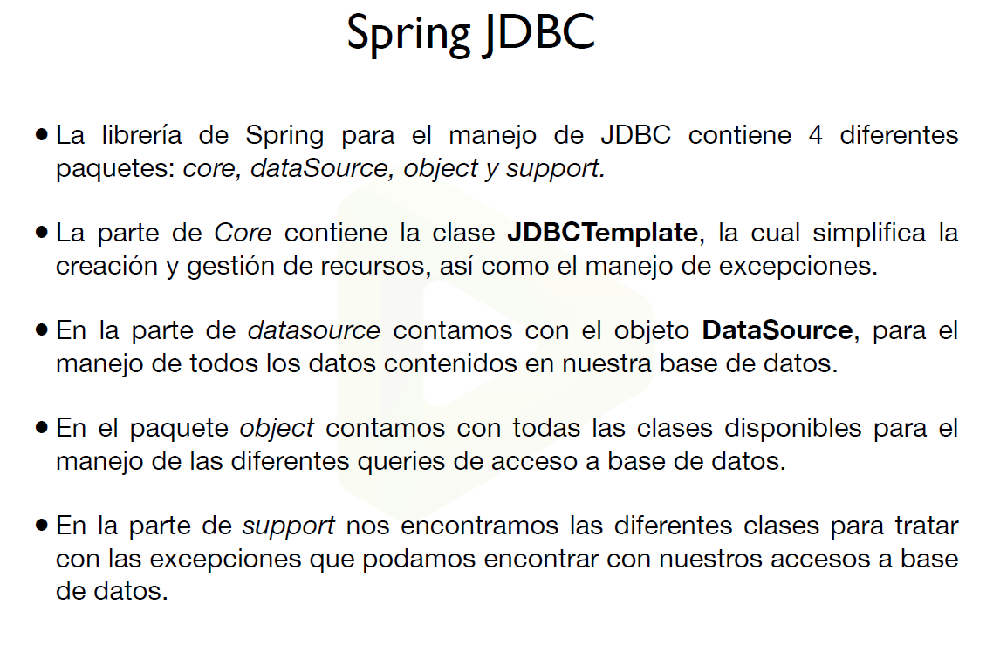 Spring JDBC
• La librería de Spring para el manejo de JDBC contiene 4 diferentes
paquetes: core, dataSource, object y support.
• La parte de Core contiene la clase JDBCTemplate, la cual simplifica la
creación y gestión de recursos, así como el manejo de excepciones.
• En la parte de datasource contamos con el objeto DataSource, para el
manejo de todos los datos contenidos en nuestra base de datos.
• En el paquete object contamos con todas las clases disponibles para el
manejo de las diferentes queries de acceso a base de datos.
• En la parte de support nos encontramos las diferentes clases para tratar
con las excepciones que podamos encontrar con nuestros accesos a base
de datos.